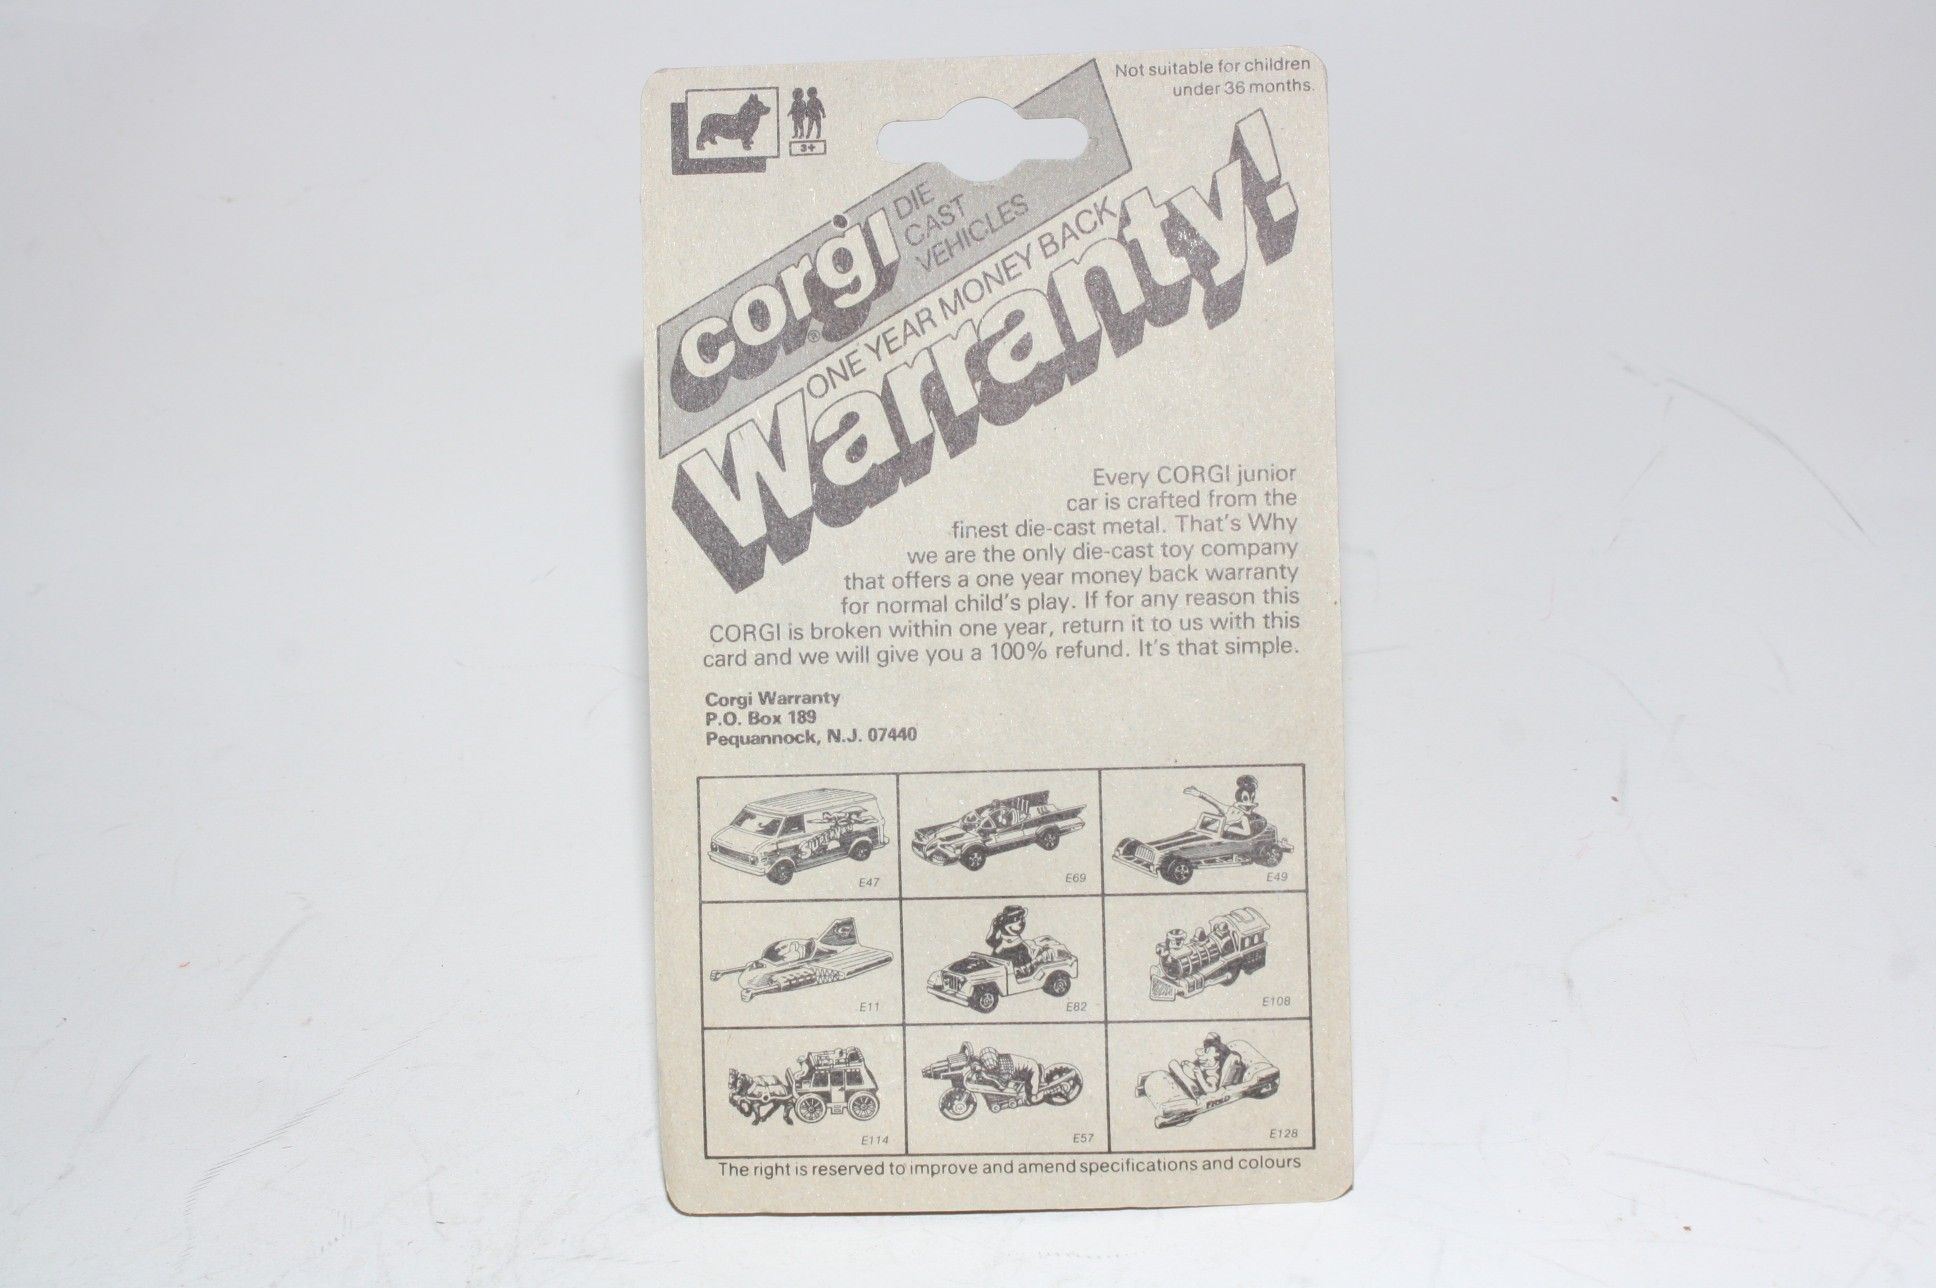 Not suitable for children
under 36 months.
3+
corgi ®
DIE
CAST
VEHICLES
ONE YEAR MONEY BACK
Warranty!
Every CORGI junior
car is crafted from the
finest die-cast metal. That's Why
we are the only die-cast toy company
that offers a one year money back warranty
for normal child's play. If for any reason this
CORGI is broken within one year, return it to us with this
card and we will give you a 100% refund. It's that simple.
Corgi Warranty
P.O. Box 189
Pequannock, N.J. 07440
SUPERVAN
E47
E69
E49
E11
E82
E108
E114
E57
FRED
E128
The right is reserved to improve and amend specifications and colours